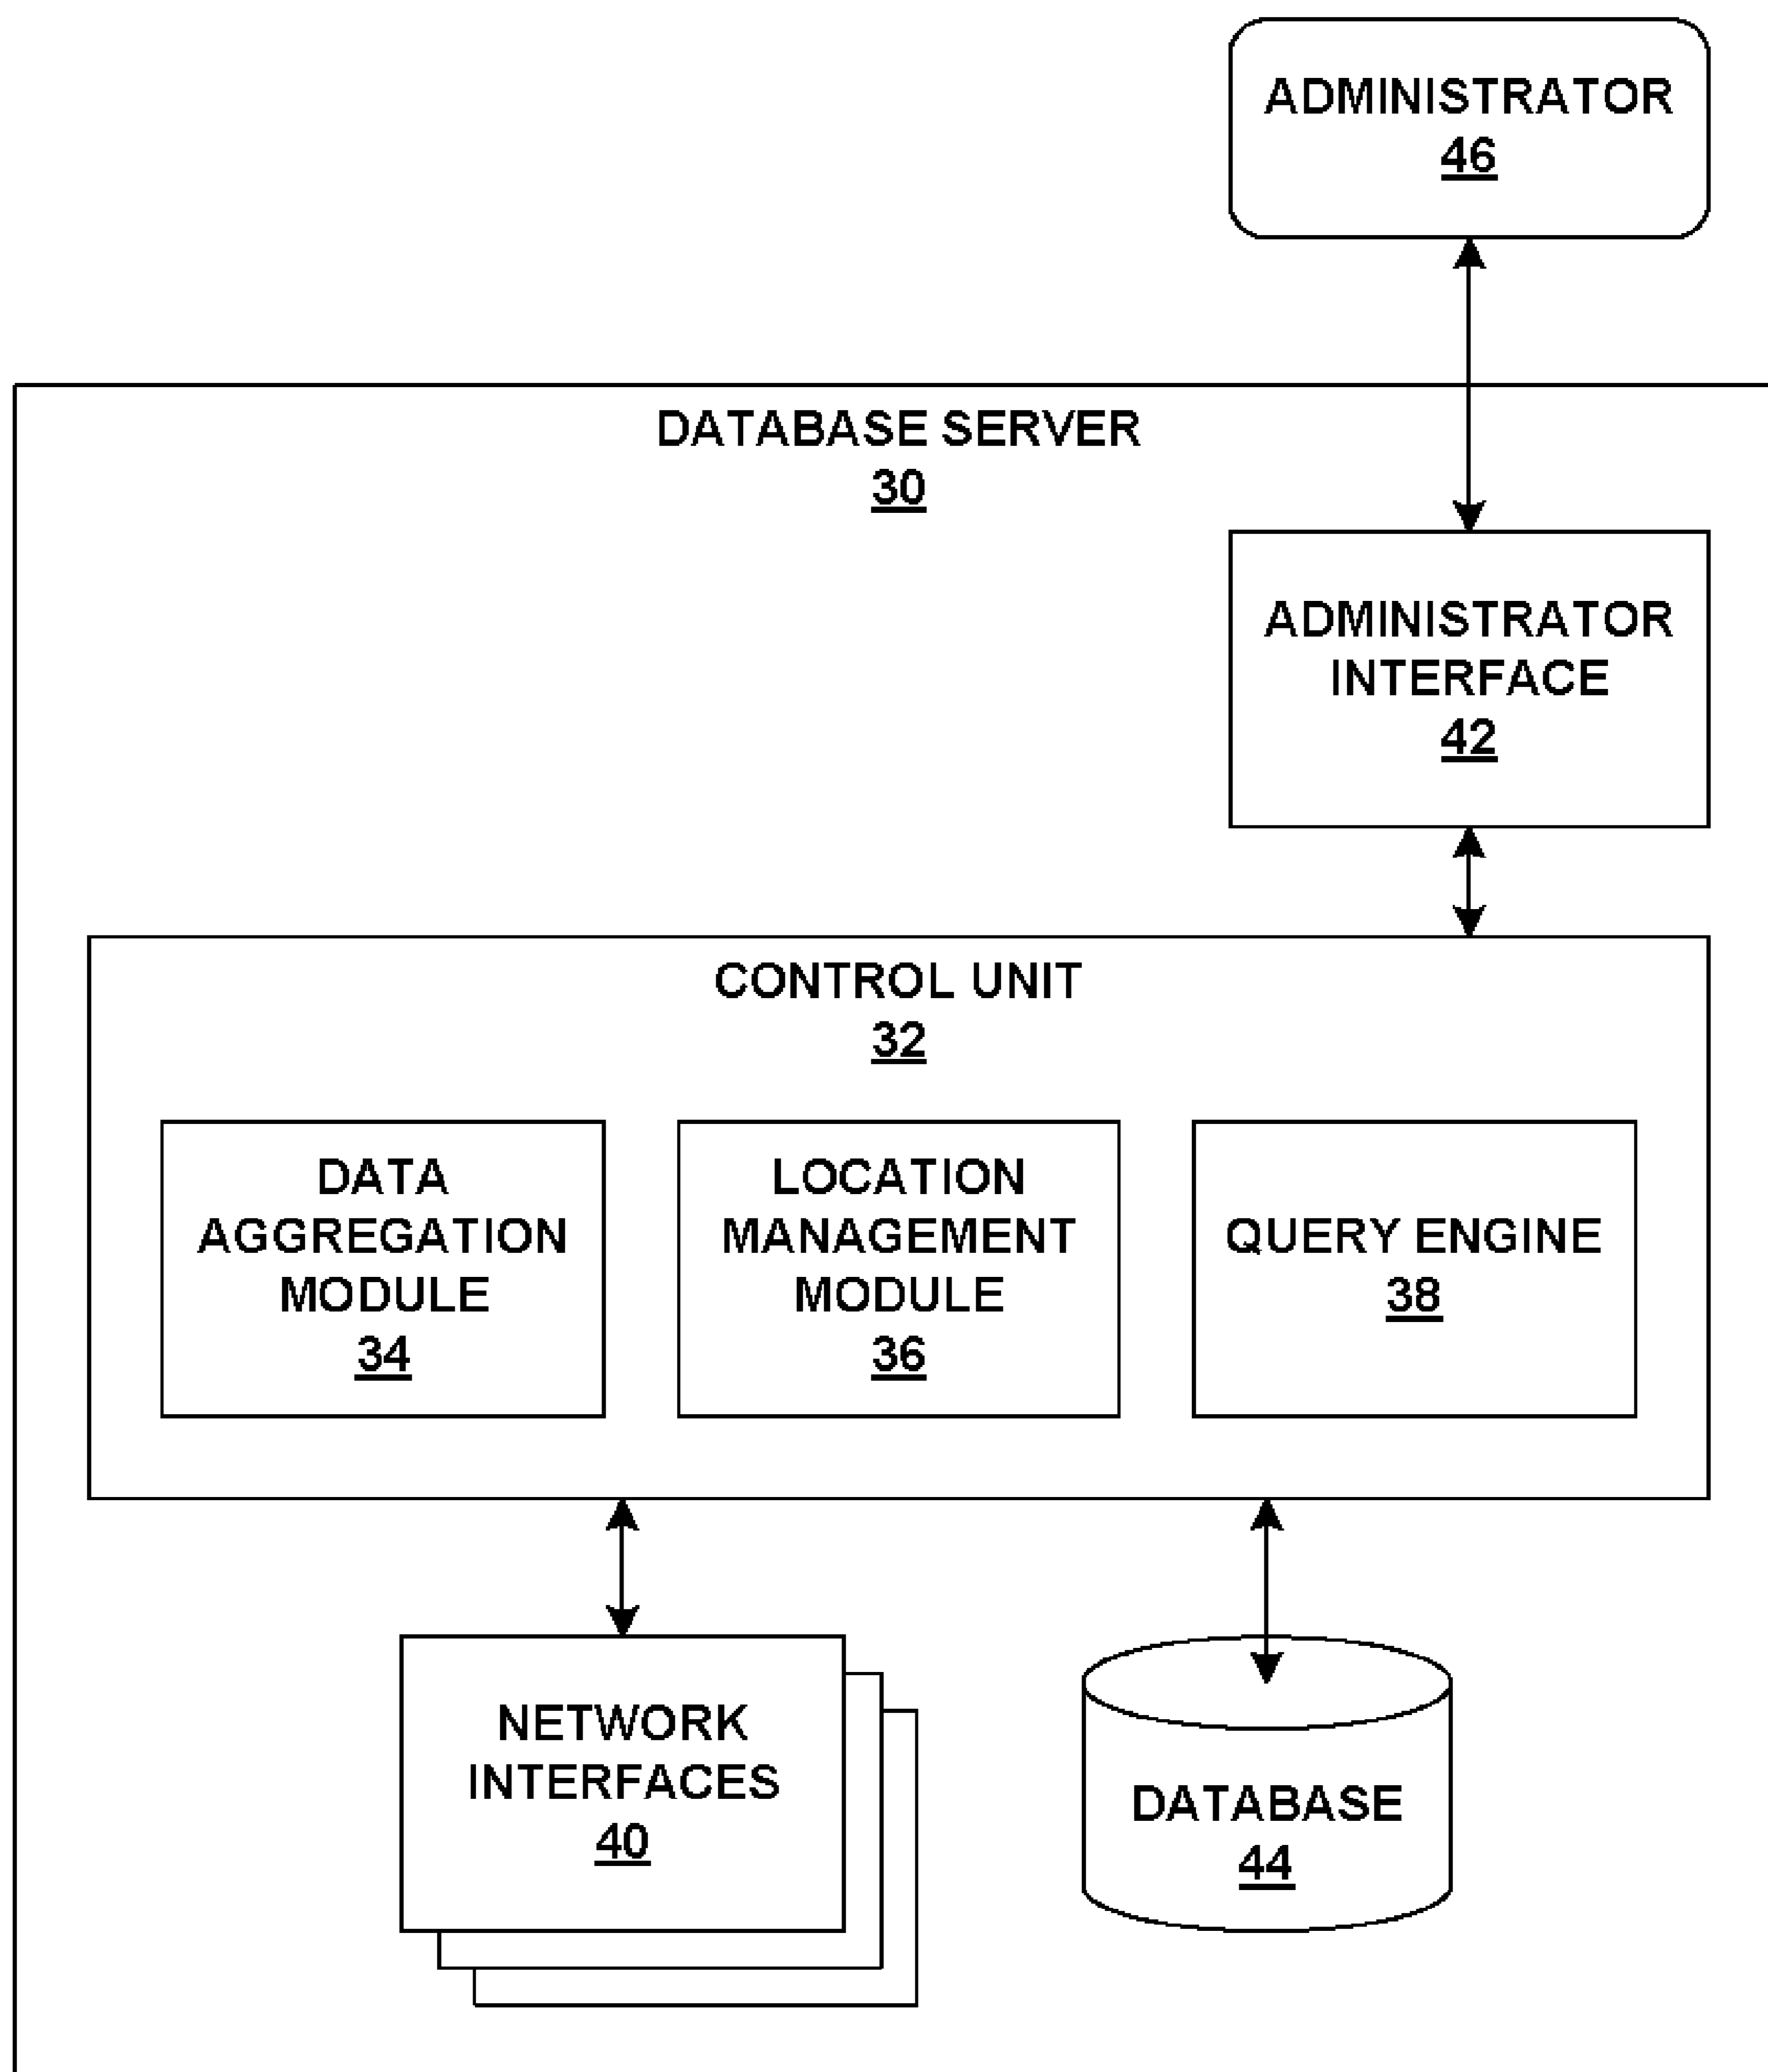 ADMINISTRATOR
46
DATABASE SERVER
30
ADMINISTRATOR
INTERFACE
42
CONTROL UNIT
32
DATA
AGGREGATION
MODULE
34
LOCATION
MANAGEMENT
MODULE
36
QUERY ENGINE
38
NETWORK
INTERFACES
40
DATABASE
44